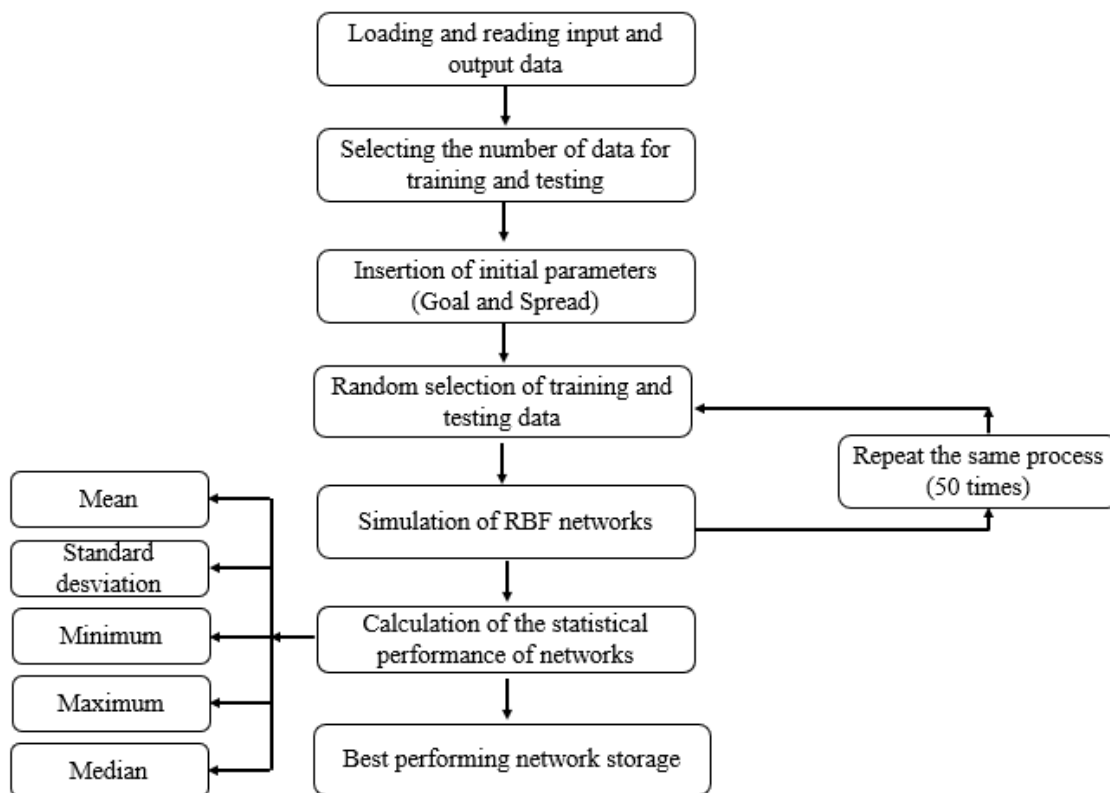 Loading and reading input and
output data
Selecting the number of data for
training and testing
Insertion of initial parameters
(Goal and Spread)
Random selection of training and
testing data
Repeat the same process
(50 times)
Simulation of RBF networks
Mean
Standard
desviation
Minimum
Maximum
Median
Calculation of the statistical
performance of networks
Best performing network storage